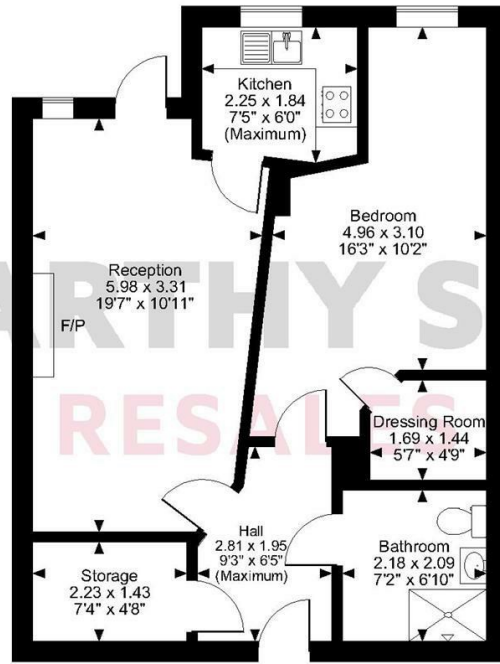 Kitchen
2.25 x 1.84
7'5" x 6'0"
(Maximum)
Bedroom
4.96 x 3.10
16'3" x 10'2"
Reception
5.98 x 3.31
19'7" x 10'11"
F/P
ARTHY S
RESALES
Dressing Room
1.69 x 1.44
5'7" x 4'9"
Hall
2.81 x 1.95
9'3" x 6'5"
(Maximum)
Bathroom
2.18 x 2.09
7'2" x 6'10"
Storage
2.23 x 1.43
7'4" x 4'8"